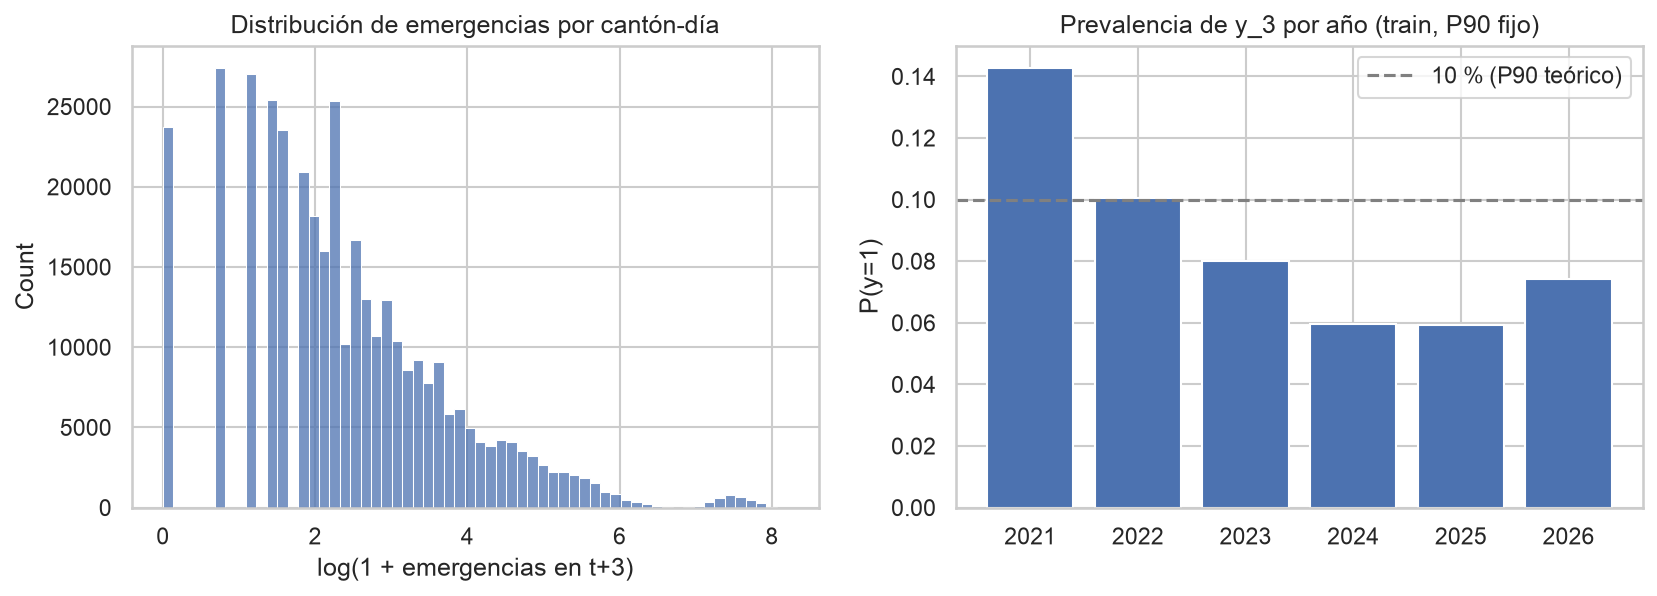 Distribución de emergencias por cantón-día
Count
25000
20000
15000
10000
5000
0
0 2 4 6 8
log(1 + emergencias en t+3)
Prevalencia de y_3 por año (train, P90 fijo)
10 % (P90 teórico)
P(y=1)
0.14
0.12
0.10
0.08
0.06
0.04
0.02
0.00
2021 2022 2023 2024 2025 2026